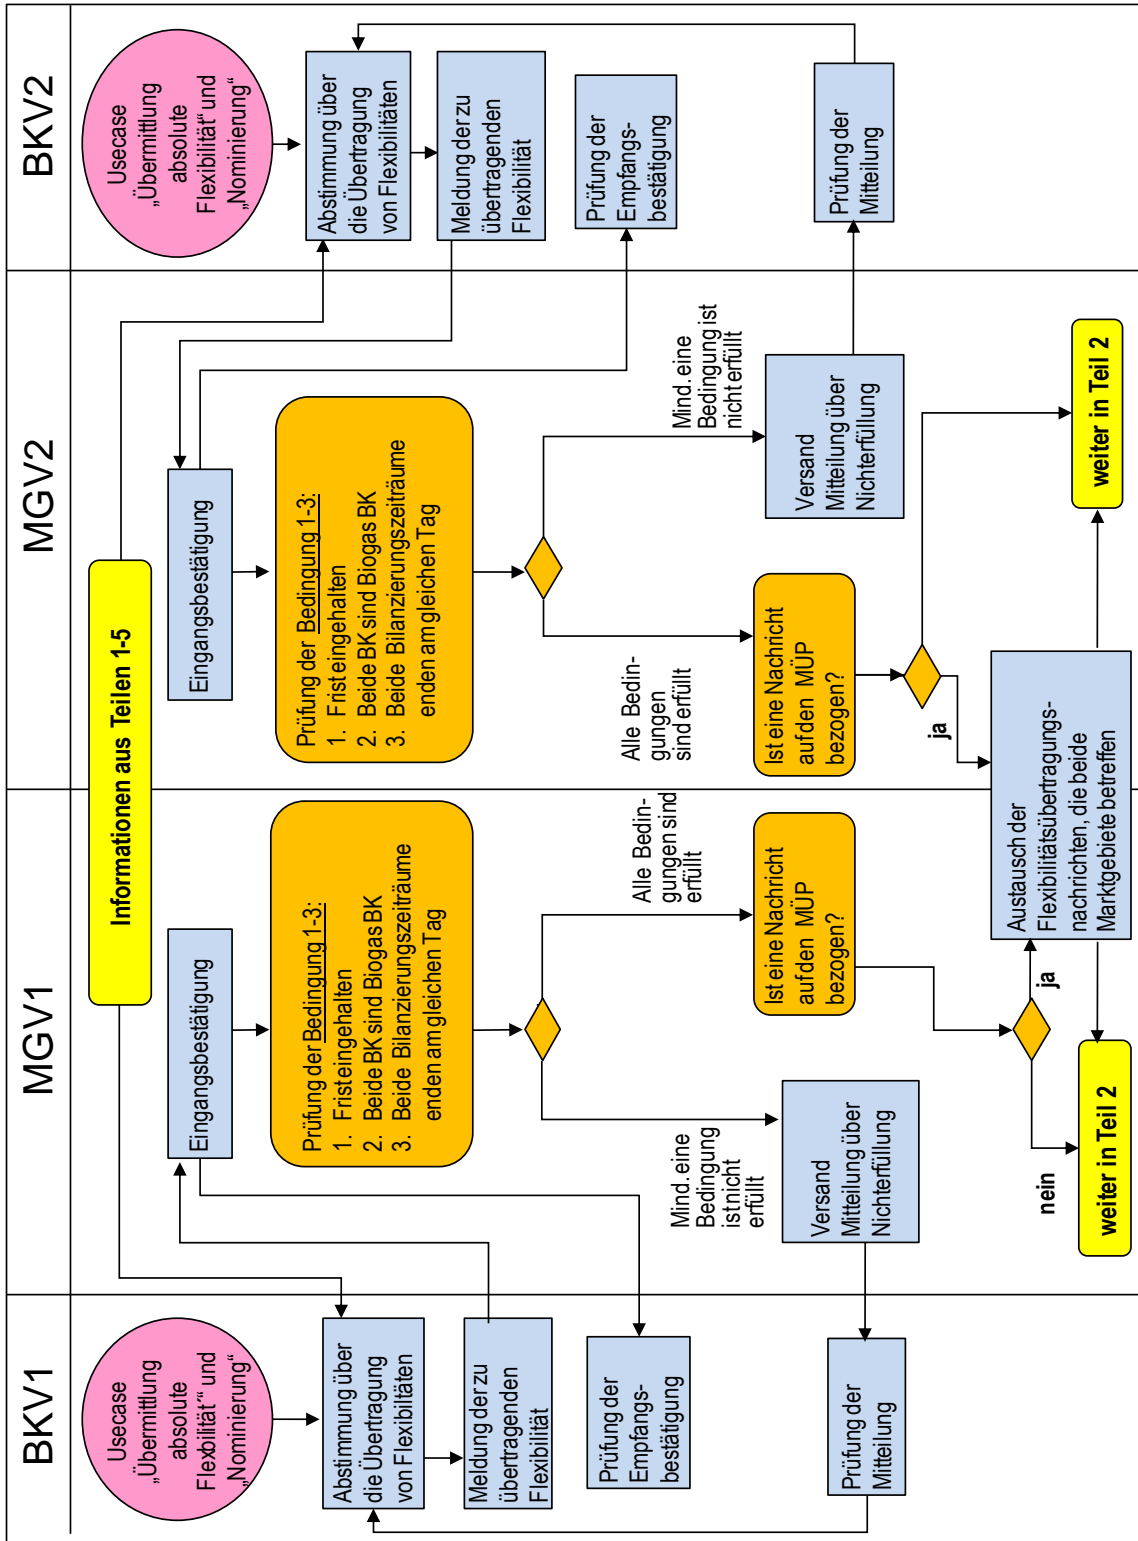 BKV1
MGV1
MGV2
BKV2
Usecase
„Übermittlung
absolute
Flexbilität“ und
„Nominierung“
Informationen aus Teilen 1-5
Usecase
„Übermittlung
absolute
Flexibilität“ und
„Nominierung“
Abstimmung über
die Übertragung
von Flexibiltäten
Meldung der zu
übertragenden
Flexibilität
Prüfung der
Empfangs-
bestätigung
Prüfung der
Mitteilung
Eingangsbestätigung
Prüfung der Bedingung 1-3:
1. Frist eingehalten
2. Beide BK sind Biogas BK
3. Beide Bilanzierungszeiträume
enden am gleichen Tag
Mind. eine
Bedingung
ist nicht
erfüllt
Alle Bedin-
gungen sind
erfüllt
Versand
Mitteilung über
Nichterfüllung
Ist eine Nachricht
auf den MÜP
bezogen?
nein
ja
weiter in Teil 2
Eingangsbestätigung
Prüfung der Bedingung 1-3:
1. Frist eingehalten
2. Beide BK sind Biogas BK
3. Beide Bilanzierungszeiträume
enden am gleichen Tag
Alle Bedin-
gungen
sind erfüllt
Mind. eine
Bedingung ist
nicht erfüllt
Ist eine Nachricht
auf den MÜP
bezogen?
Versand
Mitteilung über
Nichterfüllung
ja
Austausch der
Flexibilitätsübertragungs-
nachrichten, die beide
Marktgebiete betreffen
weiter in Teil 2
Abstimmung über
die Übertragung
von Flexibilitäten
Meldung der zu
übertragenden
Flexibilität
Prüfung der
Empfangs-
bestätigung
Prüfung der
Mitteilung